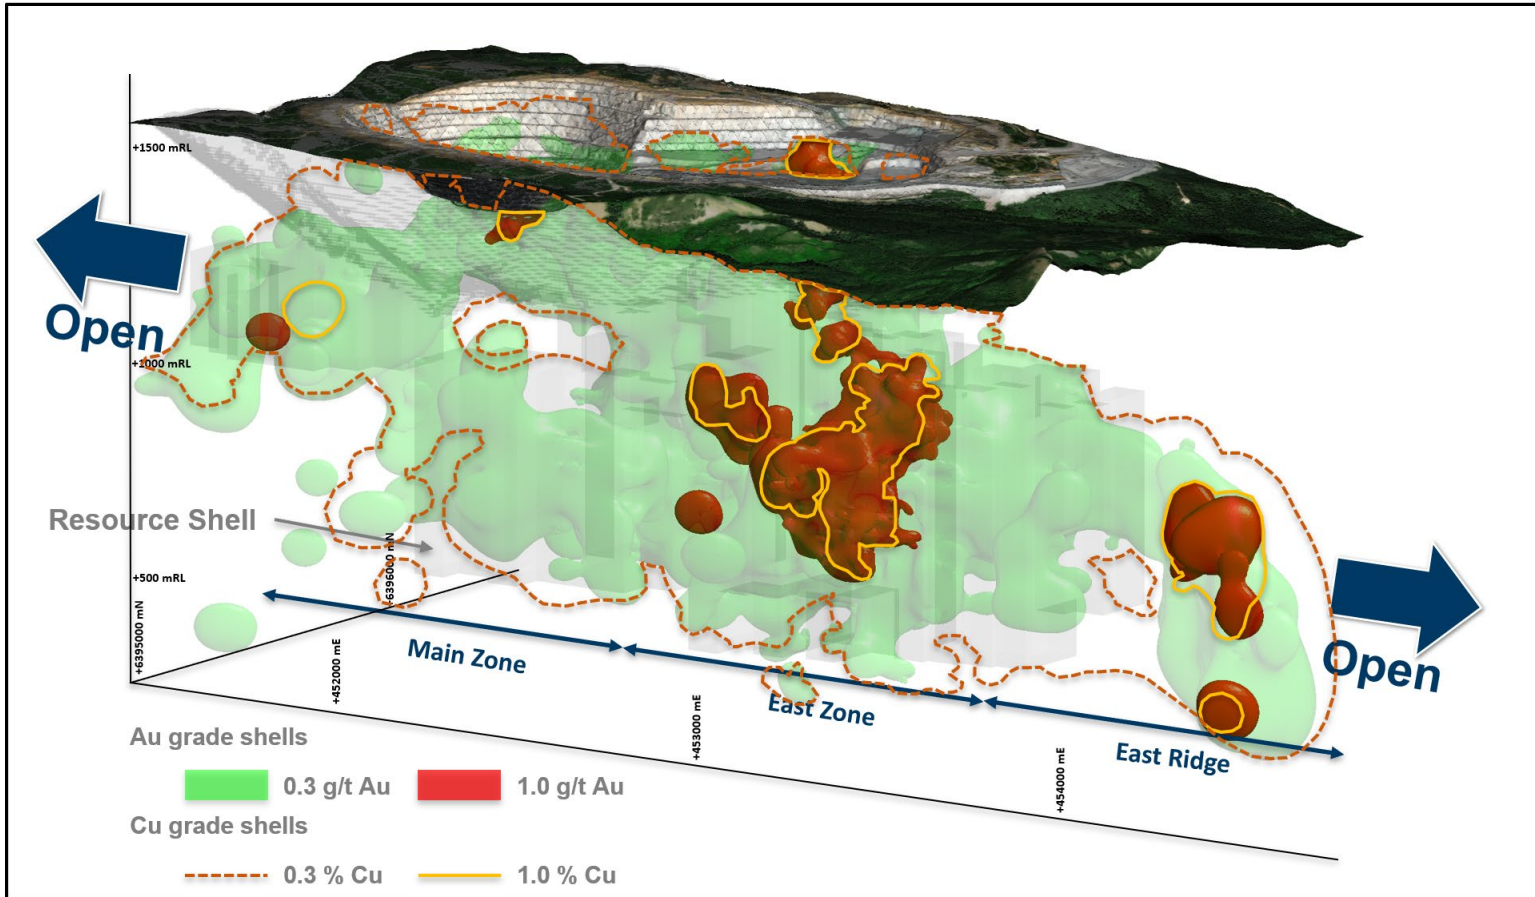 +1500 mRL
Open
+1000 mRL
Resource Shell
+500 mRL
+6396000 mN
+6395000 mN
+452000 mE
+453000 mE
+454000 mE
Main Zone
East Zone
East Ridge
Open
Au grade shells
0.3 g/t Au
1.0 g/t Au
Cu grade shells
0.3 % Cu
1.0 % Cu